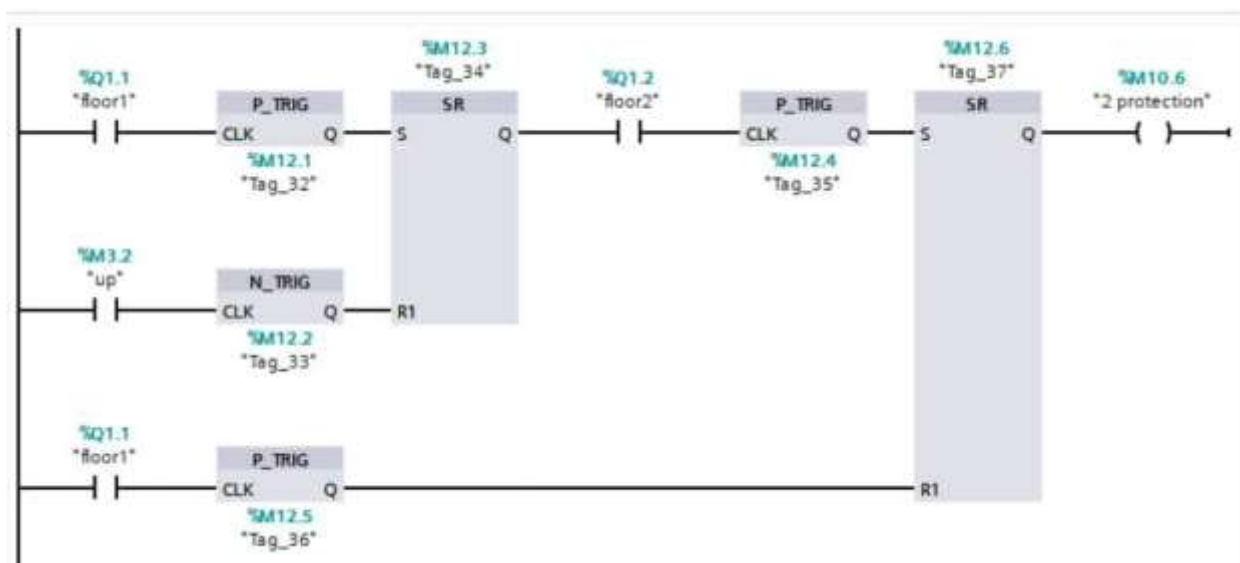 %M12.3
"Tag_34"
%M12.6
"Tag_37"
%Q1.1
"floor1"
%Q1.2
"floor2"
%M10.6
"2 protection"
P_TRIG
SR
P_TRIG
SR
CLK Q
S Q
CLK Q
S Q
%M12.1
"Tag_32"
%M12.4
"Tag_35"
%M3.2
"up"
N_TRIG
CLK Q
R1
%M12.2
"Tag_33"
%Q1.1
"floor1"
P_TRIG
CLK Q
R1
%M12.5
"Tag_36"